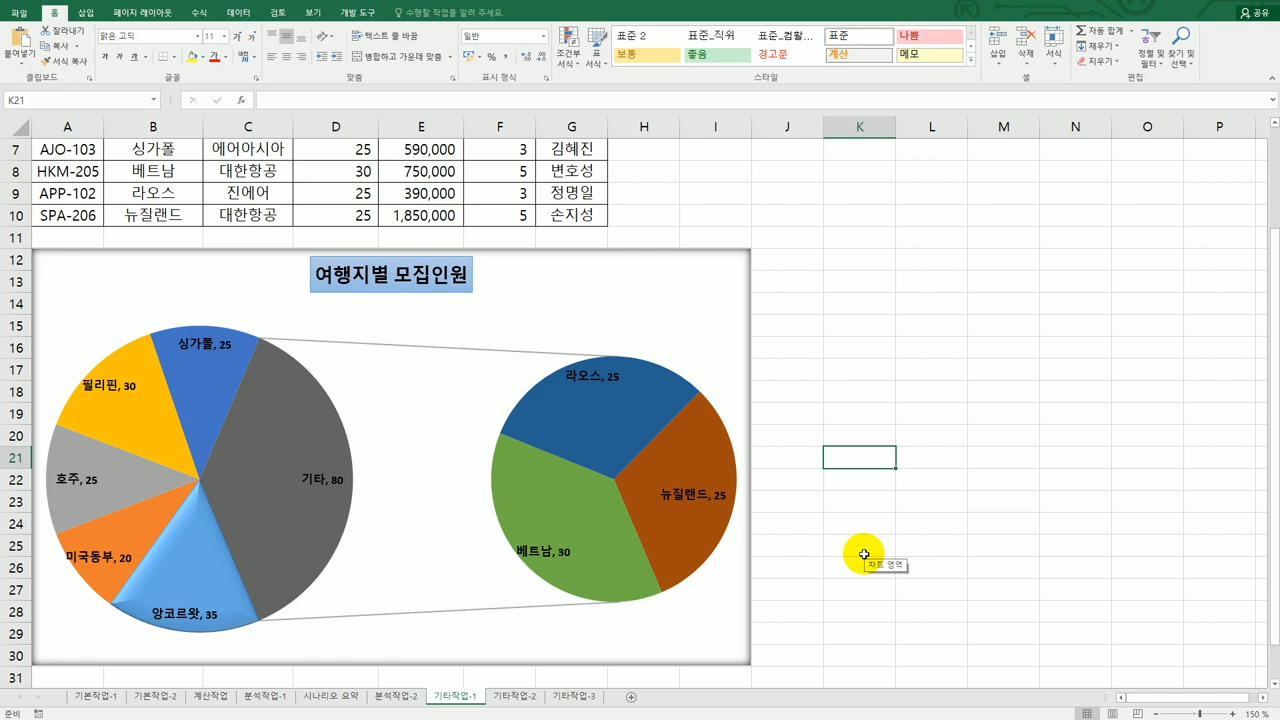 파일 홈 삽입 페이지 레이아웃 수식 데이터 검토 보기 개발 도구 수행할 작업을 알려 주세요. 공유
붙여넣기 잘라내기 복사 서식 복사 클립보드
맑은 고딕 11 가 가 가 가 가 가 글꼴
텍스트 줄 바꿈 병합하고 가운데 맞춤 맞춤
일반 % , 표시 형식
조건부 서식 표 서식
표준 2 표준_직위 표준_컴활... 표준 나쁨
보통 좋음 경고문 계산 메모
스타일
삽입 삭제 서식 셀
자동 합계 채우기 지우기 정렬 및 필터 찾기 및 선택 편집
K21 fx
A B C D E F G H I J K L M N O P
7 AJO-103 싱가폴 에어아시아 25 590,000 3 김혜진
8 HKM-205 베트남 대한항공 30 750,000 5 변호성
9 APP-102 라오스 진에어 25 390,000 3 정명일
10 SPA-206 뉴질랜드 대한항공 25 1,850,000 5 손지성
11
12
13
14
15
16
17
18
19
20
21
22
23
24
25
26
27
28
29
30
31
여행지별 모집인원
싱가폴, 25
필리핀, 30
호주, 25
미국동부, 20
앙코르왓, 35
기타, 80
라오스, 25
뉴질랜드, 25
베트남, 30
차트 영역
기본작업-1 기본작업-2 계산작업 분석작업-1 시나리오 요약 분석작업-2 기타작업-1 기타작업-2 기타작업-3
준비 150 %